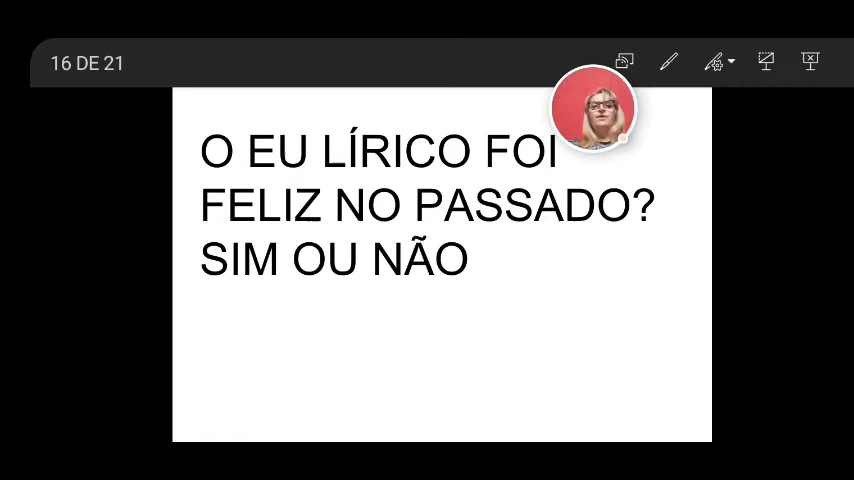 16 DE 21
O EU LÍRICO FOI
FELIZ NO PASSADO?
SIM OU NÃO